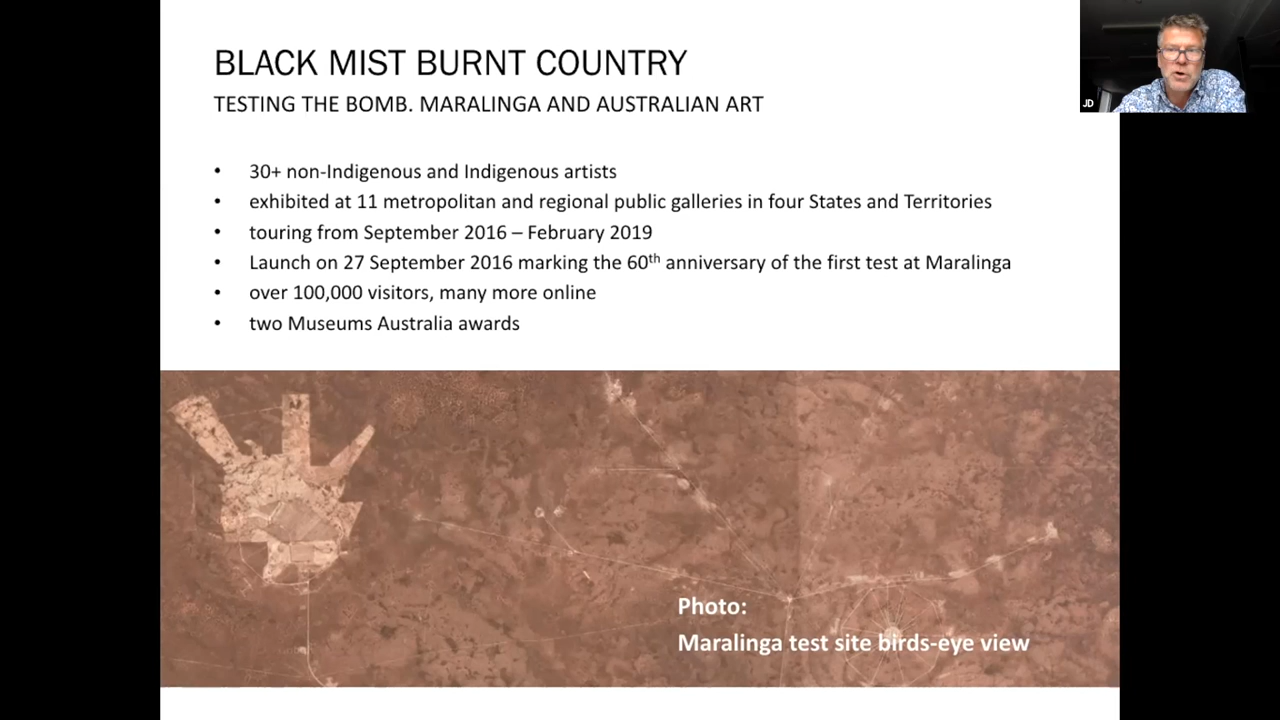 BLACK MIST BURNT COUNTRY
TESTING THE BOMB. MARALINGA AND AUSTRALIAN ART
• 30+ non-Indigenous and Indigenous artists
• exhibited at 11 metropolitan and regional public galleries in four States and Territories
• touring from September 2016 – February 2019
• Launch on 27 September 2016 marking the 60th anniversary of the first test at Maralinga
• over 100,000 visitors, many more online
• two Museums Australia awards
JD
Photo:
Maralinga test site birds-eye view